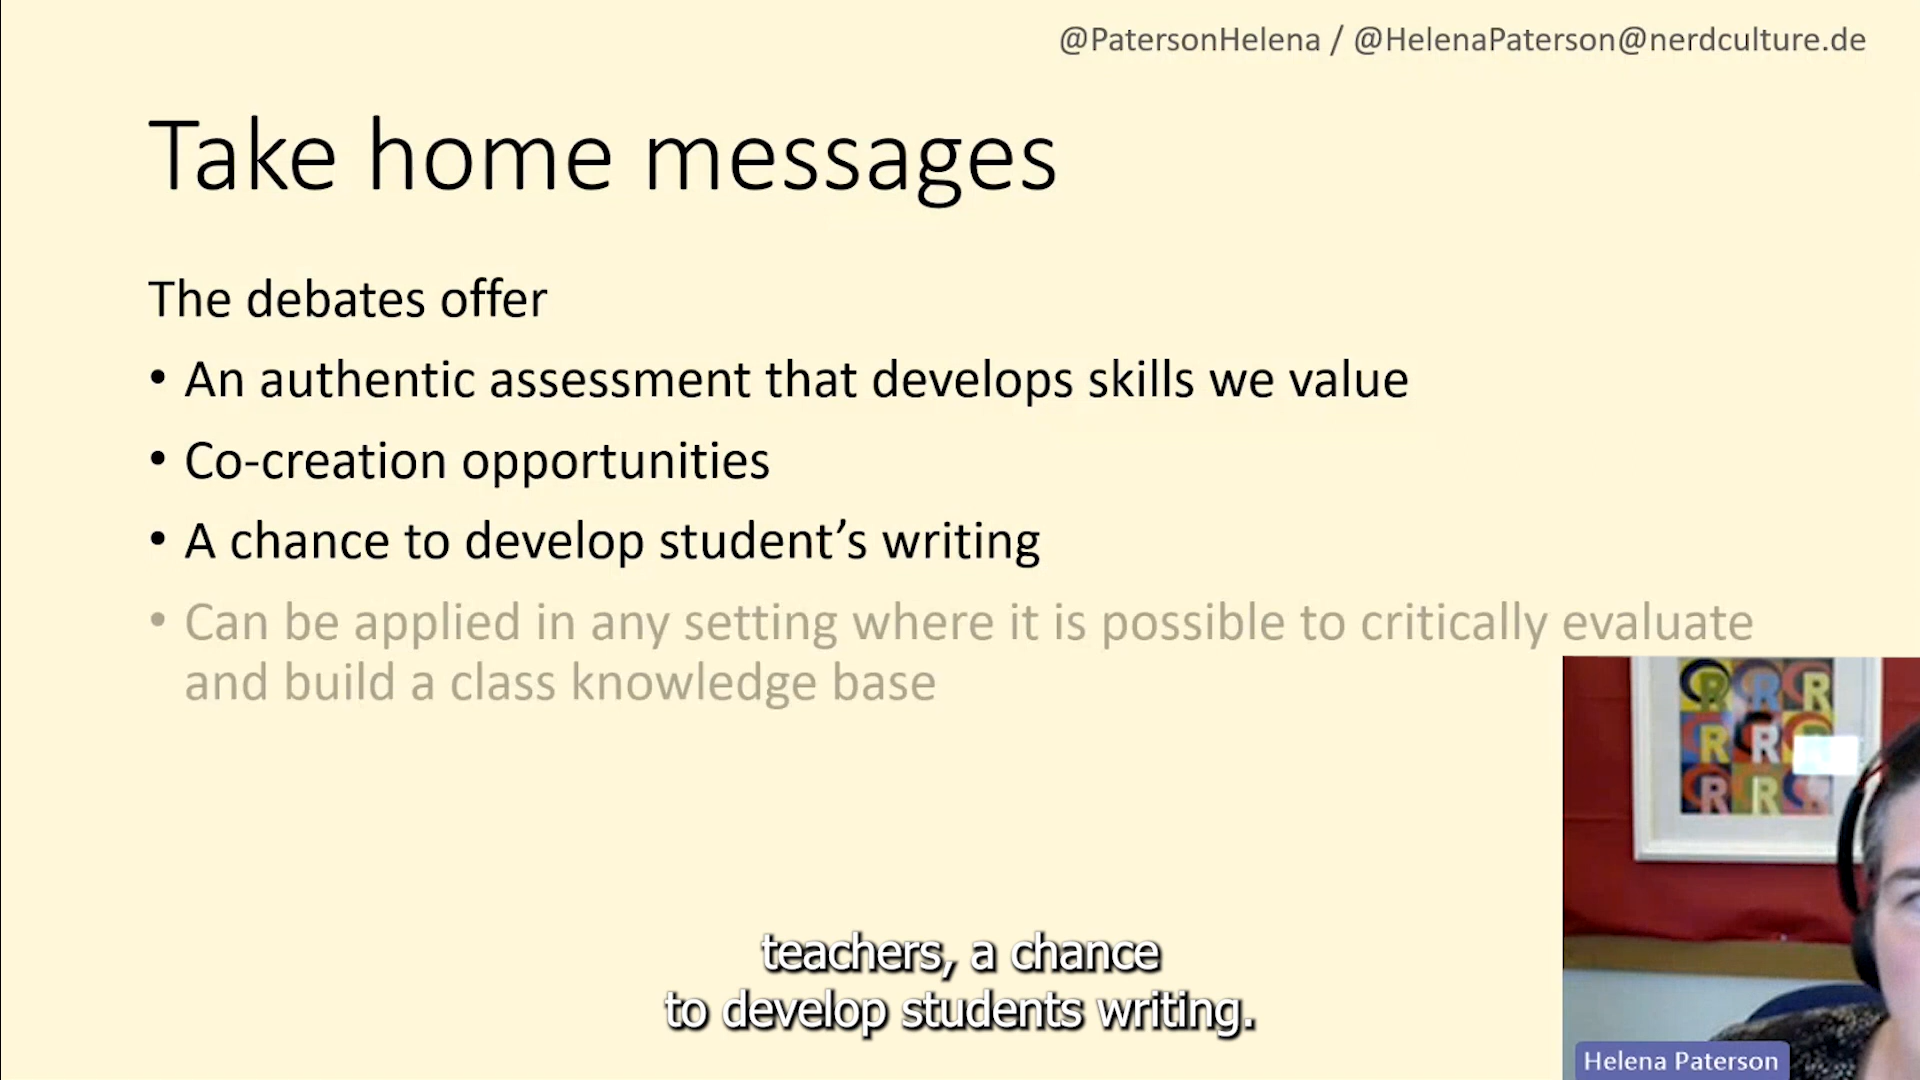 @PatersonHelena / @HelenaPaterson@nerdculture.de
Take home messages
The debates offer
• An authentic assessment that develops skills we value
• Co-creation opportunities
• A chance to develop student’s writing
• Can be applied in any setting where it is possible to critically evaluate
and build a class knowledge base
R R R
R R R
R R R
teachers, a chance
to develop students writing.
Helena Paterson